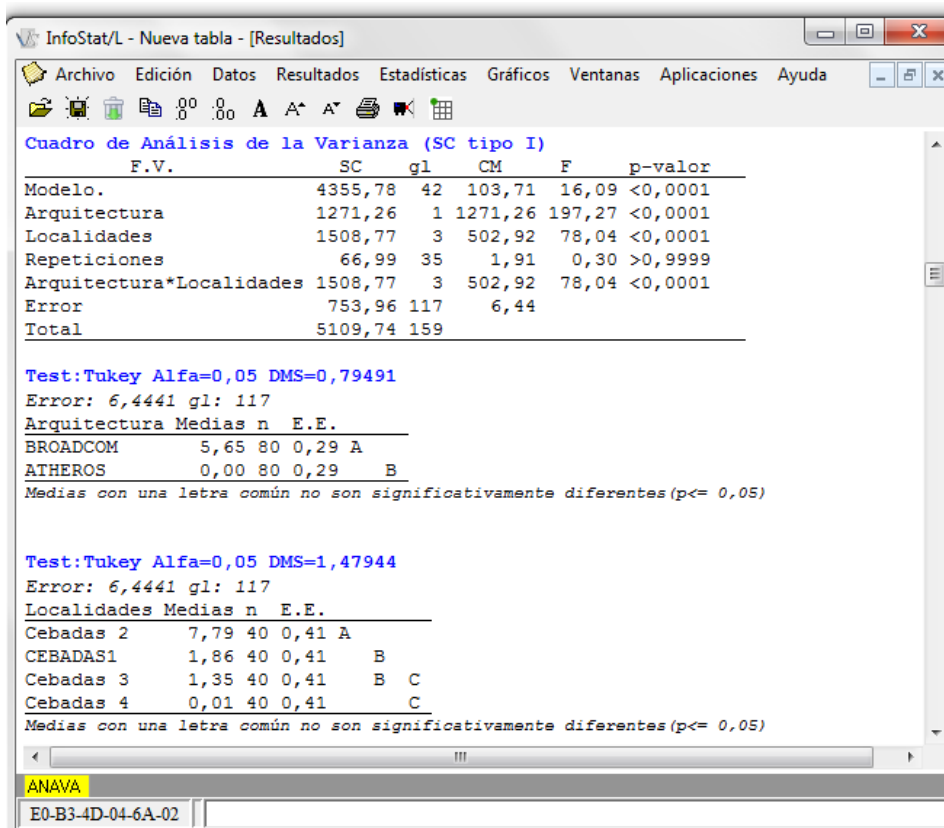 InfoStat/L - Nueva tabla - [Resultados]
Archivo Edición Datos Resultados Estadísticas Gráficos Ventanas Aplicaciones Ayuda
Cuadro de Análisis de la Varianza (SC tipo I)
F.V. SC gl CM F p-valor
Modelo. 4355,78 42 103,71 16,09 <0,0001
Arquitectura 1271,26 1 1271,26 197,27 <0,0001
Localidades 1508,77 3 502,92 78,04 <0,0001
Repeticiones 66,99 35 1,91 0,30 >0,9999
Arquitectura*Localidades 1508,77 3 502,92 78,04 <0,0001
Error 753,96 117 6,44
Total 5109,74 159
Test:Tukey Alfa=0,05 DMS=0,79491
Error: 6,4441 gl: 117
Arquitectura Medias n E.E.
BROADCOM 5,65 80 0,29 A
ATHEROS 0,00 80 0,29 B
Medias con una letra común no son significativamente diferentes(p<= 0,05)
Test:Tukey Alfa=0,05 DMS=1,47944
Error: 6,4441 gl: 117
Localidades Medias n E.E.
Cebadas 2 7,79 40 0,41 A
CEBADAS1 1,86 40 0,41 B
Cebadas 3 1,35 40 0,41 B C
Cebadas 4 0,01 40 0,41 C
Medias con una letra común no son significativamente diferentes(p<= 0,05)
ANAVA
E0-B3-4D-04-6A-02